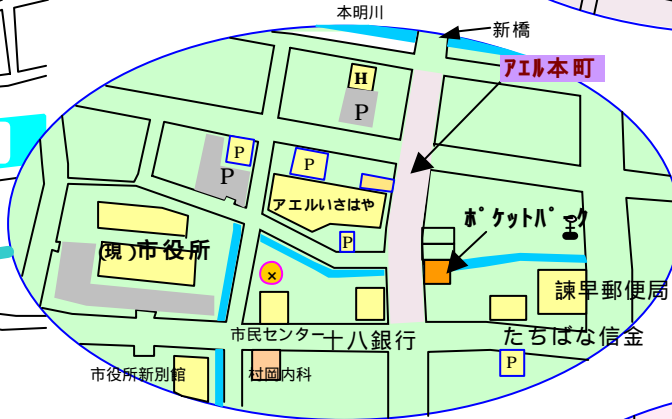 本明川
新橋
ｱｴﾙ本町
H
P
P
P
P
アエルいさはや
ﾎﾟｹｯﾄﾊﾟｰｸ
P
(現)市役所
×
諫早郵便局
市民センター
十八銀行
たちばな信金
P
市役所新別館
村岡内科